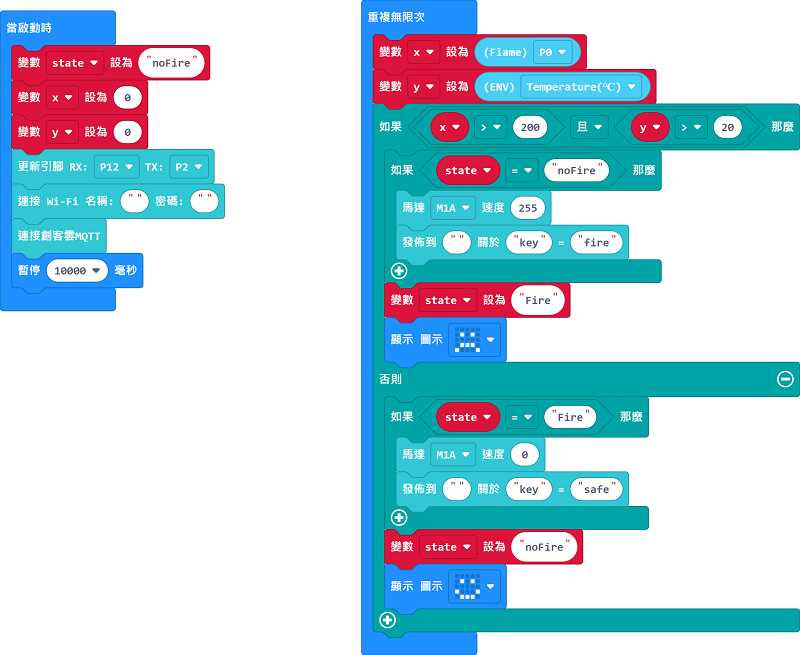 當啟動時
變數 state 設為 "noFire"
變數 x 設為 0
變數 y 設為 0
更新引腳 RX: P12 TX: P2
連接 Wi-Fi 名稱: " " 密碼: " "
連接創客雲MQTT
暫停 10000 毫秒
重複無限次
變數 x 設為 (Flame) P0
變數 y 設為 (ENV) Temperature(℃)
如果 x > 200 且 y > 20 那麼
如果 state = "noFire" 那麼
馬達 M1A 速度 255
發佈到 " " 關於 "key" = "fire"
變數 state 設為 "Fire"
顯示 圖示
否則
如果 state = "Fire" 那麼
馬達 M1A 速度 0
發佈到 " " 關於 "key" = "safe"
變數 state 設為 "noFire"
顯示 圖示